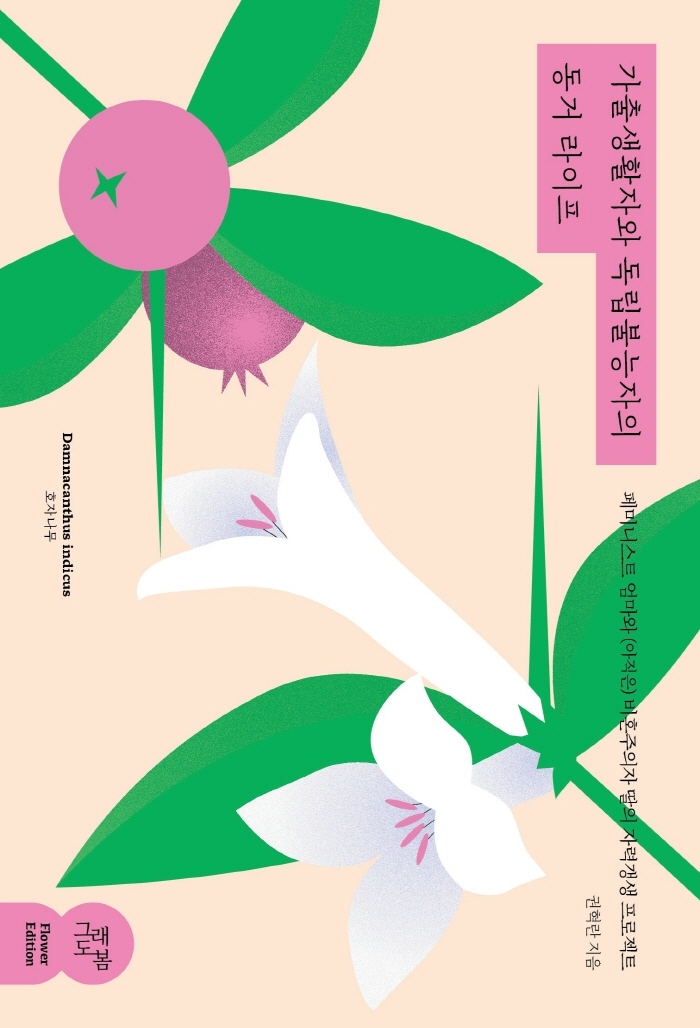 가출생활자와 독립불능자의
동거 라이프
페미니스트 엄마와 (아직은) 비혼주의자 딸의 자력갱생 프로젝트
권혁란 지음
Damnacanthus indicus
호자나무
그래
도봄
Flower
Edition